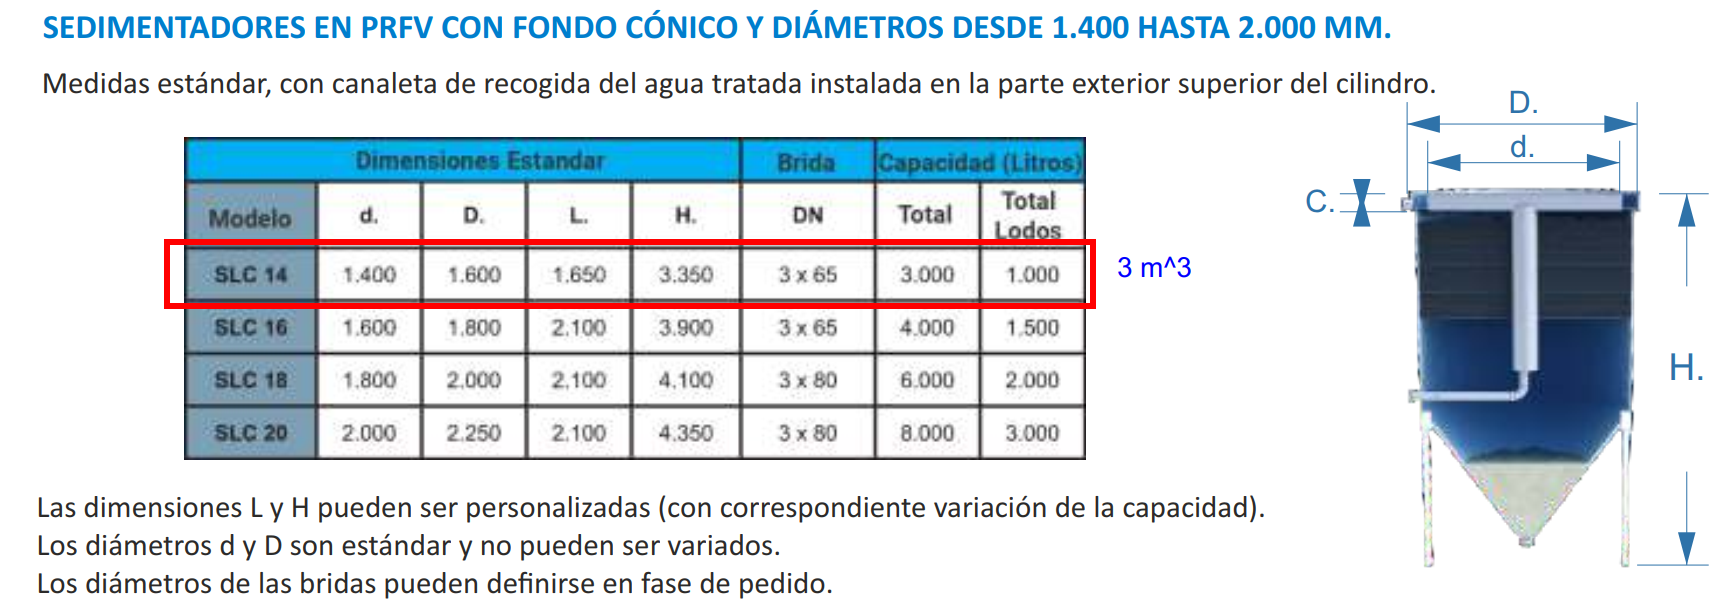 SEDIMENTADORES EN PRFV CON FONDO CÓNICO Y DIÁMETROS DESDE 1.400 HASTA 2.000 MM.
Medidas estándar, con canaleta de recogida del agua tratada instalada en la parte exterior superior del cilindro.
Dimensiones Estandar Brida Capacidad (Litros)
Modelo d. D. L. H. DN Total Total Lodos
SLC 14 1.400 1.600 1.650 3.350 3 x 65 3.000 1.000
3 m^3
SLC 16 1.600 1.800 2.100 3.900 3 x 65 4.000 1.500
SLC 18 1.800 2.000 2.100 4.100 3 x 80 6.000 2.000
SLC 20 2.000 2.250 2.100 4.350 3 x 80 8.000 3.000
D.
d.
C.
H.
Las dimensiones L y H pueden ser personalizadas (con correspondiente variación de la capacidad).
Los diámetros d y D son estándar y no pueden ser variados.
Los diámetros de las bridas pueden definirse en fase de pedido.